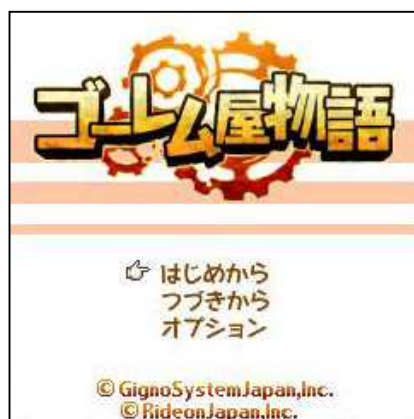 ゴーレム屋物語
はじめから
つづきから
オプション
© GignoSystemJapan,Inc.
© RideonJapan,Inc.